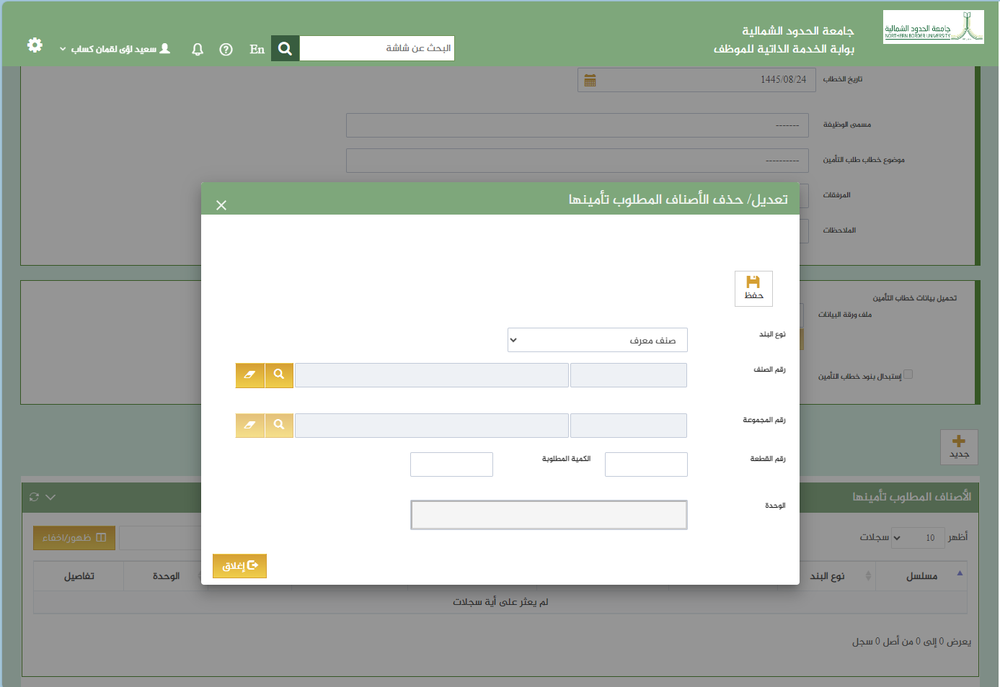 جامعة الحدود الشمالية
NORTHERN BORDER UNIVERSITY
جامعة الحدود الشمالية
بوابة الخدمة الذاتية للموظف
البحث عن شاشة
En
سعيد لؤى لقمان كساب
تاريخ الخطاب
1445/08/24
مسمى الوظيفة
-------
موضوع خطاب طلب التأمين
----------
المرفقات
الملاحظات
تعديل/ حذف الأصناف المطلوب تأمينها
حفظ
نوع البند
صنف معرف
رقم الصنف
رقم المجموعة
رقم القطعة
الكمية المطلوبة
الوحدة
إغلاق
تحميل بيانات خطاب التأمين
ملف ورقة البيانات
إستبدال بنود خطاب التأمين
جديد
الأصناف المطلوب تأمينها
أظهر 10 سجلات
ظهور/اخفاء
مسلسل
نوع البند
الوحدة
تفاصيل
لم يعثر على أية سجلات
يعرض 0 إلى 0 من أصل 0 سجل